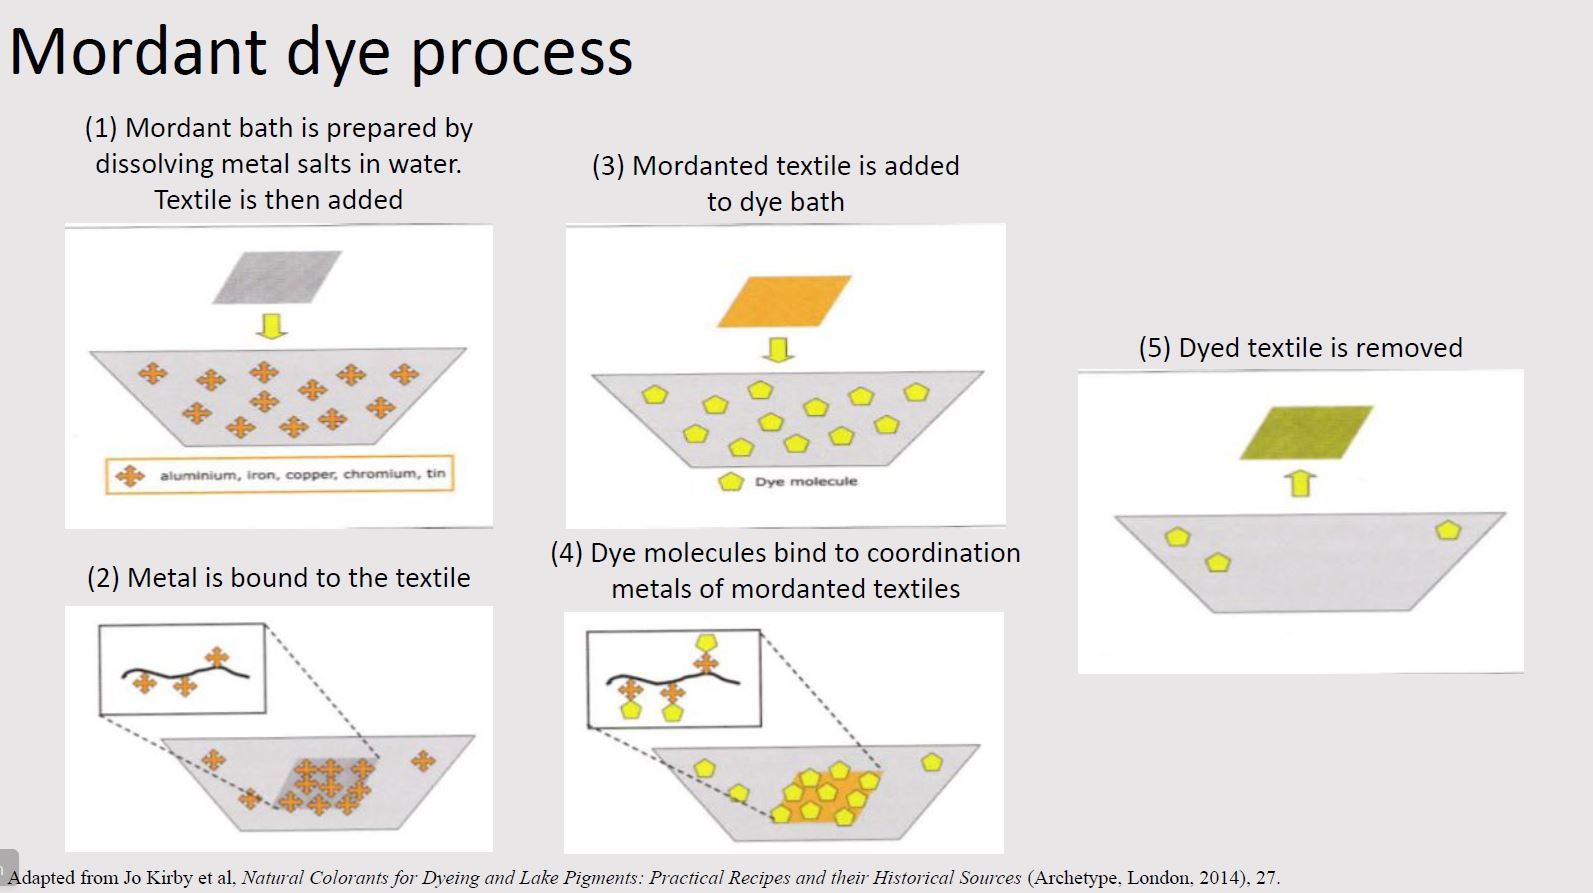 Mordant dye process
(1) Mordant bath is prepared by
dissolving metal salts in water.
Textile is then added
aluminium, iron, copper, chromium, tin
(2) Metal is bound to the textile
(3) Mordanted textile is added
to dye bath
Dye molecule
(4) Dye molecules bind to coordination
metals of mordanted textiles
(5) Dyed textile is removed
Adapted from Jo Kirby et al, Natural Colorants for Dyeing and Lake Pigments: Practical Recipes and their Historical Sources (Archetype, London, 2014), 27.